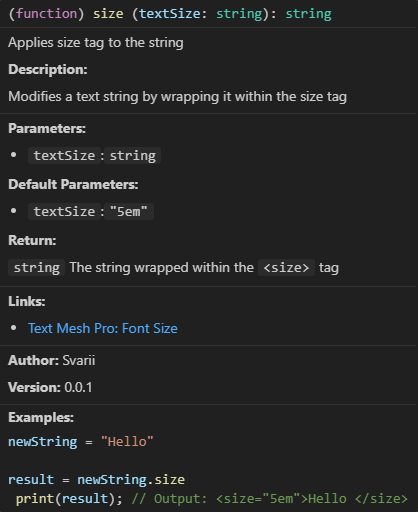 (function) size (textSize: string): string
Applies size tag to the string
Description:
Modifies a text string by wrapping it within the size tag
Parameters:
• textSize : string
Default Parameters:
• textSize : "5em"
Return:
string The string wrapped within the <size> tag
Links:
• Text Mesh Pro: Font Size
Author: Svarii
Version: 0.0.1
Examples:
newString = "Hello"
result = newString.size
print(result); // Output: <size="5em">Hello </size>